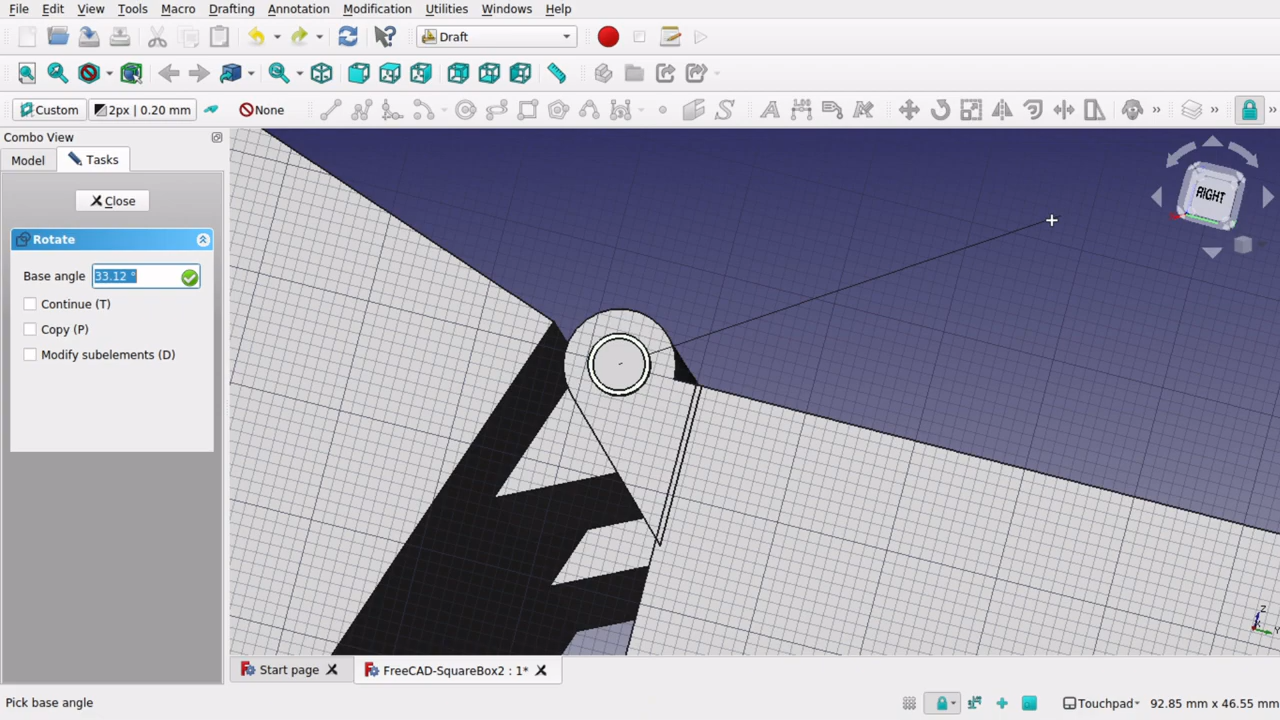 File Edit View Tools Macro Drafting Annotation Modification Utilities Windows Help
Draft
Custom 2px | 0.20 mm None
Combo View
Model Tasks
Close
Rotate
Base angle 33.12 °
Continue (T)
Copy (P)
Modify subelements (D)
RIGHT
Z
Y
Start page FreeCAD-SquareBox2 : 1*
Pick base angle Touchpad 92.85 mm x 46.55 mm